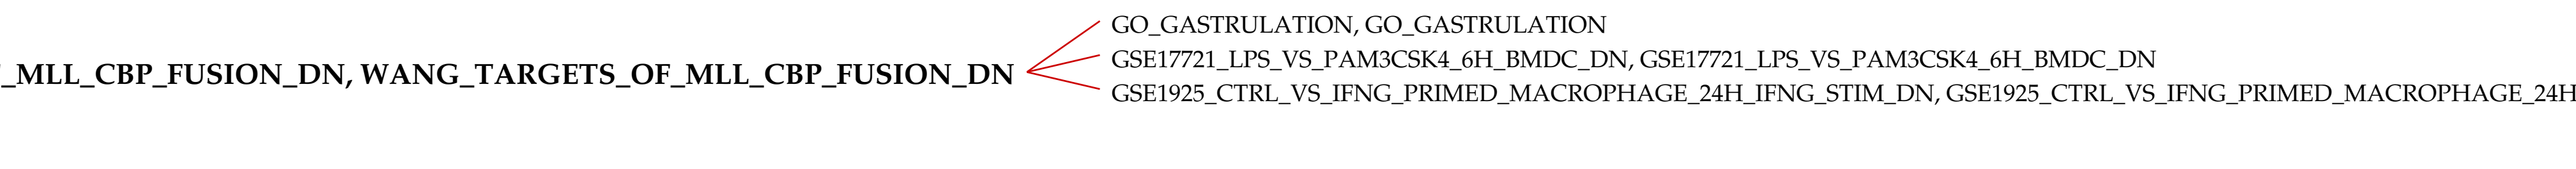 _MLL_CBP_FUSION_DN, WANG_TARGETS_OF_MLL_CBP_FUSION_DN
GO_GASTRULATION, GO_GASTRULATION
GSE17721_LPS_VS_PAM3CSK4_6H_BMDC_DN, GSE17721_LPS_VS_PAM3CSK4_6H_BMDC_DN
GSE1925_CTRL_VS_IFNG_PRIMED_MACROPHAGE_24H_IFNG_STIM_DN, GSE1925_CTRL_VS_IFNG_PRIMED_MACROPHAGE_24H